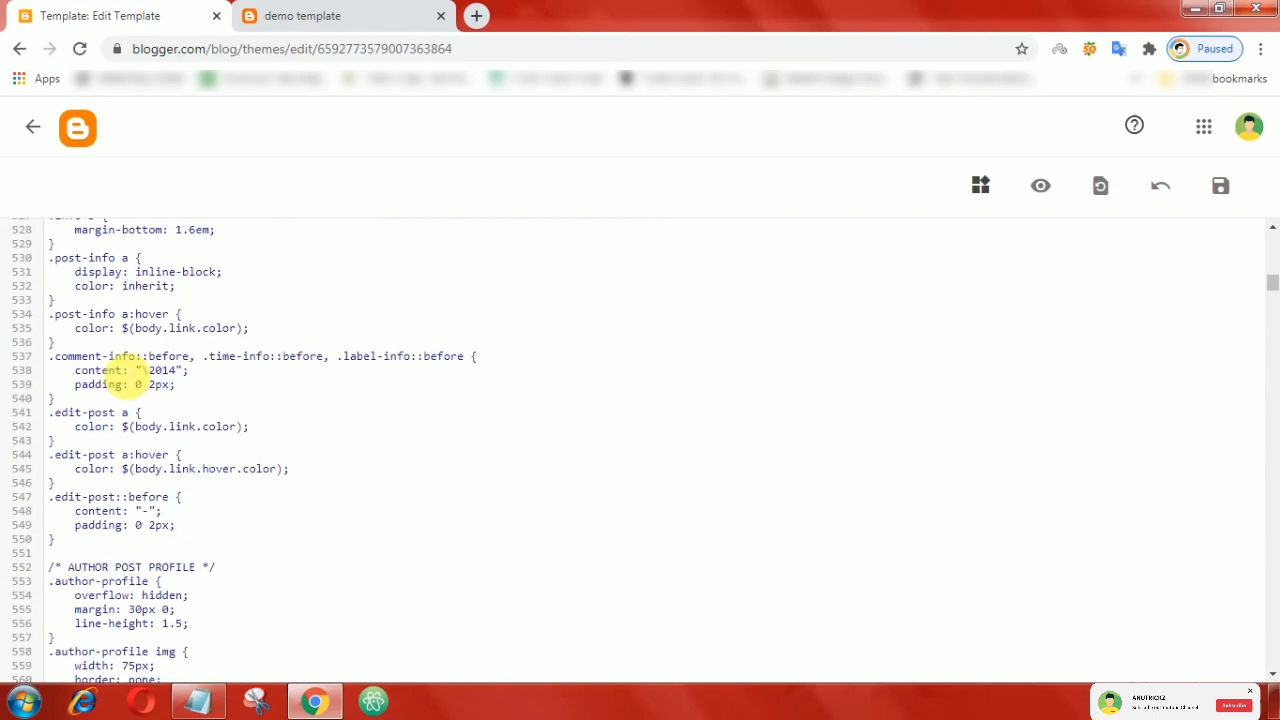 Template: Edit Template
demo template
blogger.com/blog/themes/edit/6592773579007363864
Paused
Apps
bookmarks
528 margin-bottom: 1.6em;
529 }
530 .post-info a {
531 display: inline-block;
532 color: inherit;
533 }
534 .post-info a:hover {
535 color: $(body.link.color);
536 }
537 .comment-info::before, .time-info::before, .label-info::before {
538 content: "\2014";
539 padding: 0 2px;
540 }
541 .edit-post a {
542 color: $(body.link.color);
543 }
544 .edit-post a:hover {
545 color: $(body.link.hover.color);
546 }
547 .edit-post::before {
548 content: "-";
549 padding: 0 2px;
550 }
551
552 /* AUTHOR POST PROFILE */
553 .author-profile {
554 overflow: hidden;
555 margin: 30px 0;
556 line-height: 1.5;
557 }
558 .author-profile img {
559 width: 75px;
560 border: none;
ANUTRICKZ
Subscribe